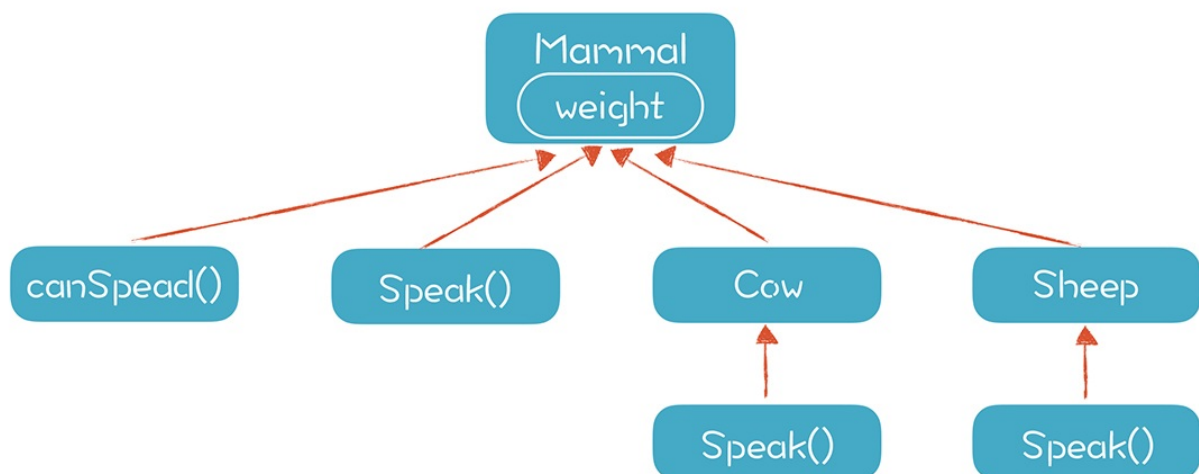 Mammal
weight
canSpead()
Speak()
Cow
Sheep
Speak()
Speak()